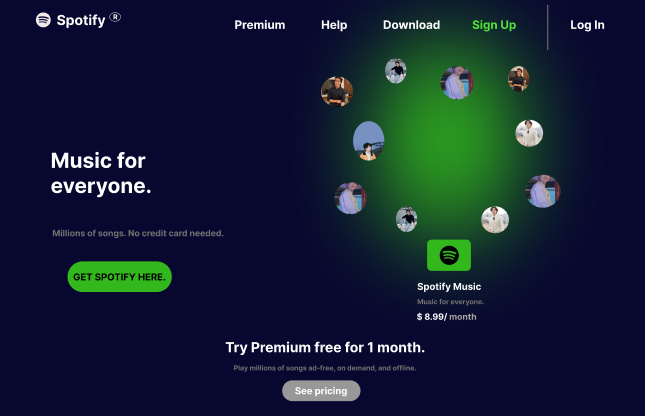 Spotify ®
Premium
Help
Download
Sign Up
Log In
Music for
everyone.
Millions of songs. No credit card needed.
GET SPOTIFY HERE.
Spotify Music
Music for everyone.
$ 8.99/ month
Try Premium free for 1 month.
Play millions of songs ad-free, on demand, and offline.
See pricing